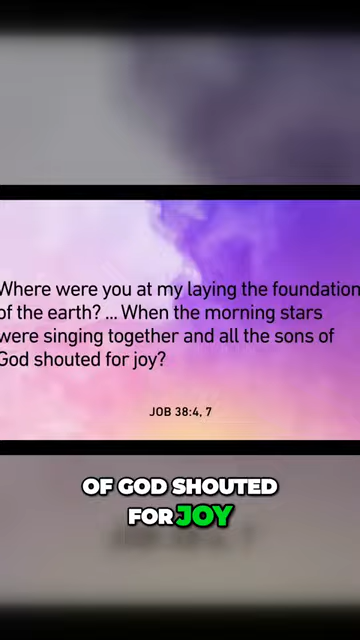 Where were you at my laying the foundation
of the earth? ... When the morning stars
were singing together and all the sons of
God shouted for joy?
JOB 38:4, 7
OF GOD SHOUTED
FOR JOY